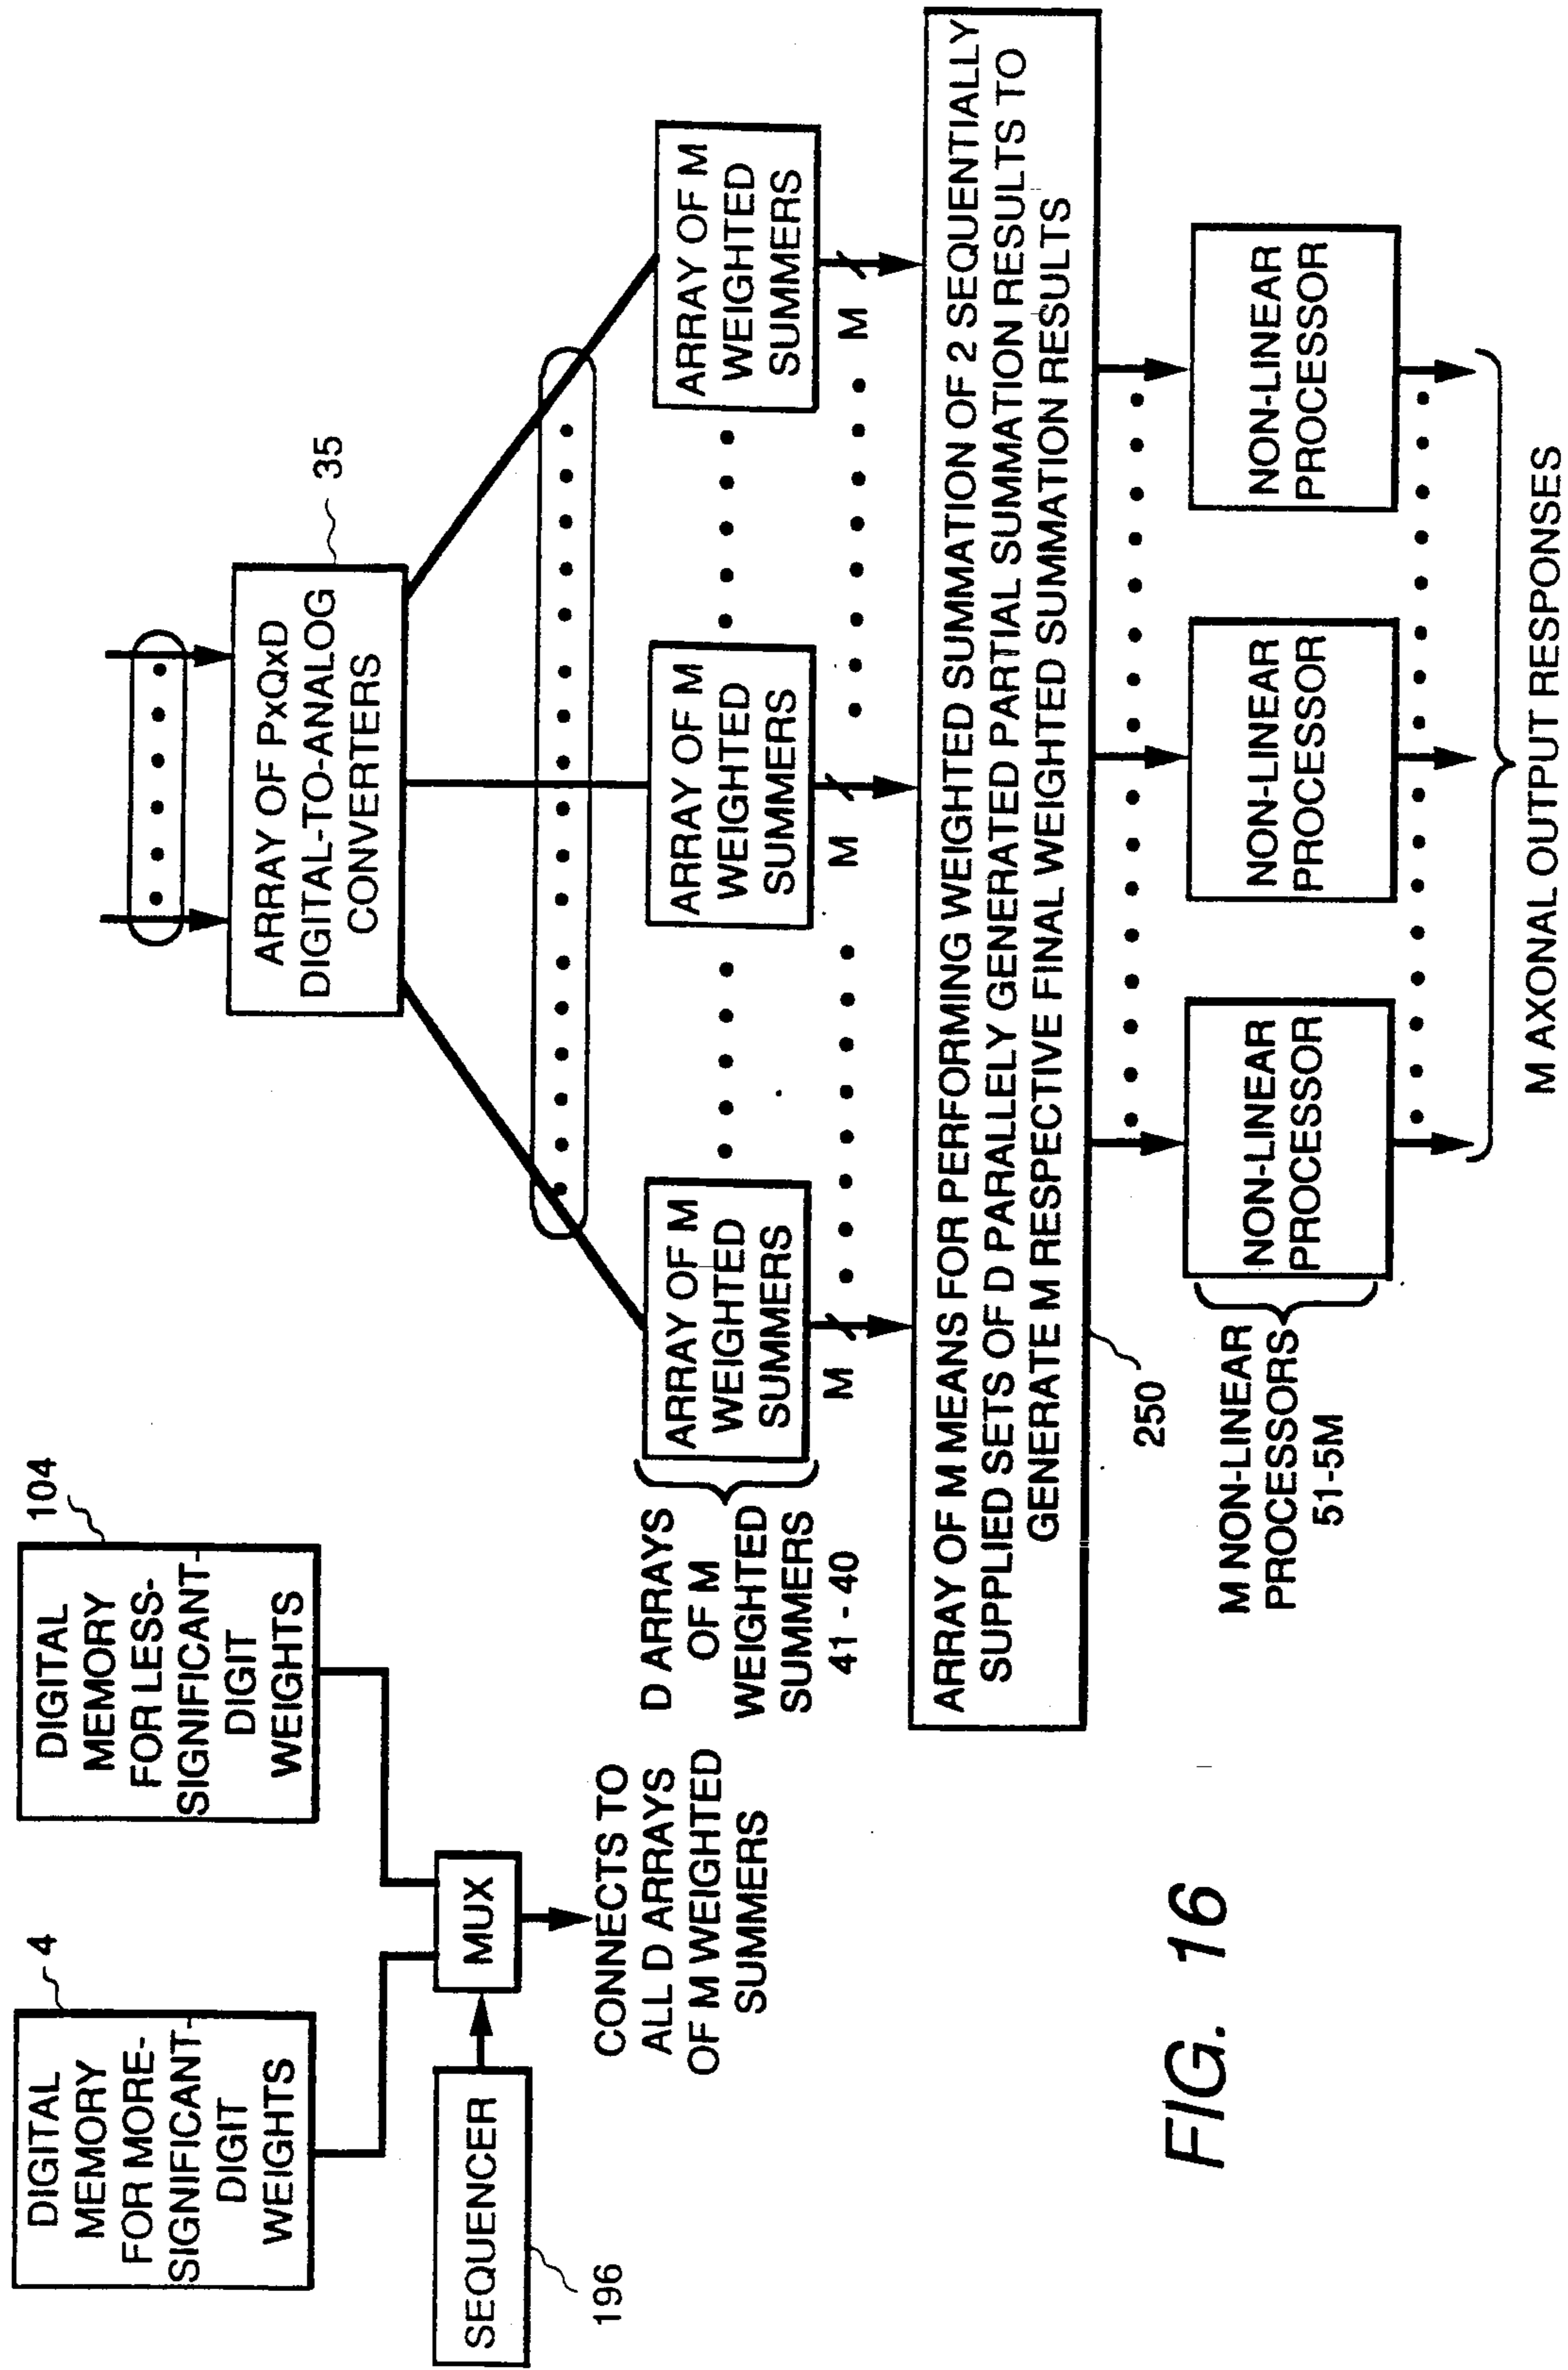 DIGITAL
MEMORY
FOR MORE-
SIGNIFICANT-
DIGIT
WEIGHTS
4
DIGITAL
MEMORY
FOR LESS-
SIGNIFICANT-
DIGIT
WEIGHTS
104
SEQUENCER
196
MUX
CONNECTS TO
ALL D ARRAYS
OF M WEIGHTED
SUMMERS
ARRAY OF PxQxD
DIGITAL-TO-ANALOG
CONVERTERS
35
D ARRAYS
OF M
WEIGHTED
SUMMERS
41 - 40
ARRAY OF M
WEIGHTED
SUMMERS
ARRAY OF M
WEIGHTED
SUMMERS
ARRAY OF M
WEIGHTED
SUMMERS
M
M
M
ARRAY OF M MEANS FOR PERFORMING WEIGHTED SUMMATION OF 2 SEQUENTIALLY
SUPPLIED SETS OF D PARALLELY GENERATED PARTIAL SUMMATION RESULTS TO
GENERATE M RESPECTIVE FINAL WEIGHTED SUMMATION RESULTS
250
M NON-LINEAR
PROCESSORS
51-5M
NON-LINEAR
PROCESSOR
NON-LINEAR
PROCESSOR
NON-LINEAR
PROCESSOR
M AXONAL OUTPUT RESPONSES
FIG. 16